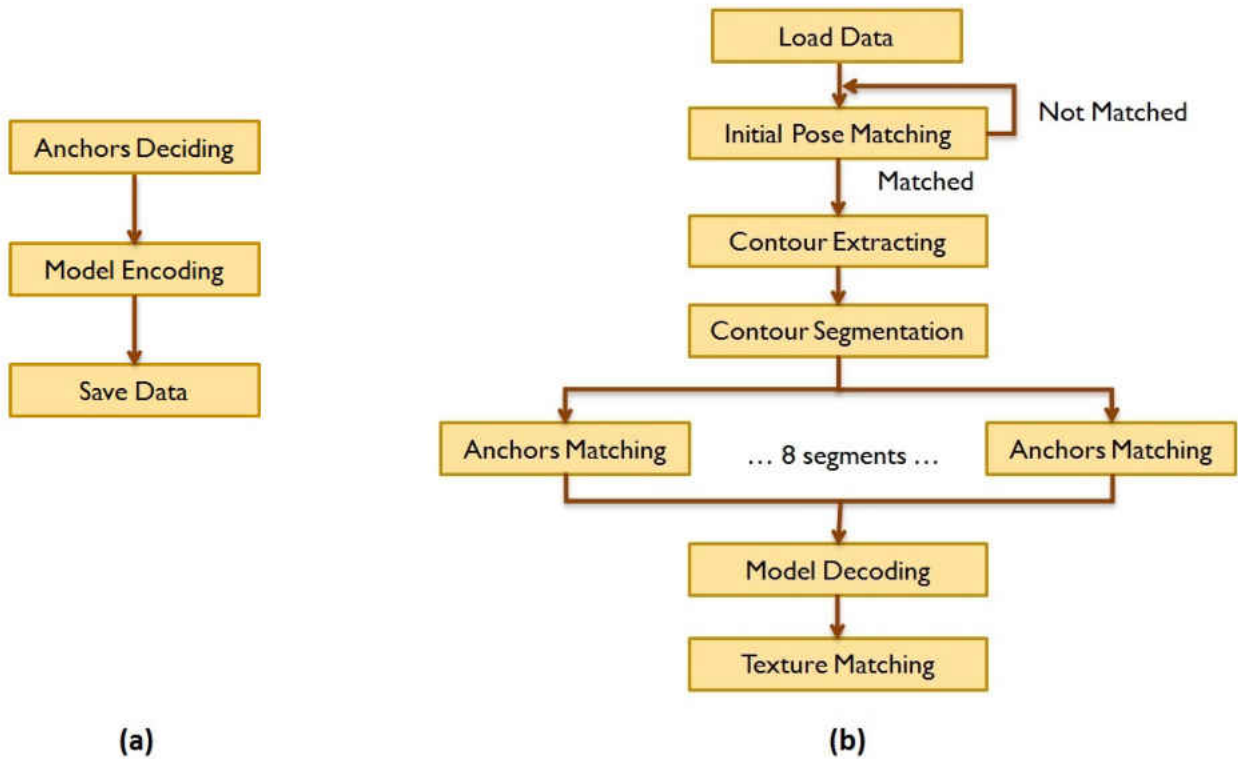 Anchors Deciding
Model Encoding
Save Data
(a)
Load Data
Initial Pose Matching
Not Matched
Matched
Contour Extracting
Contour Segmentation
Anchors Matching
... 8 segments ...
Anchors Matching
Model Decoding
Texture Matching
(b)